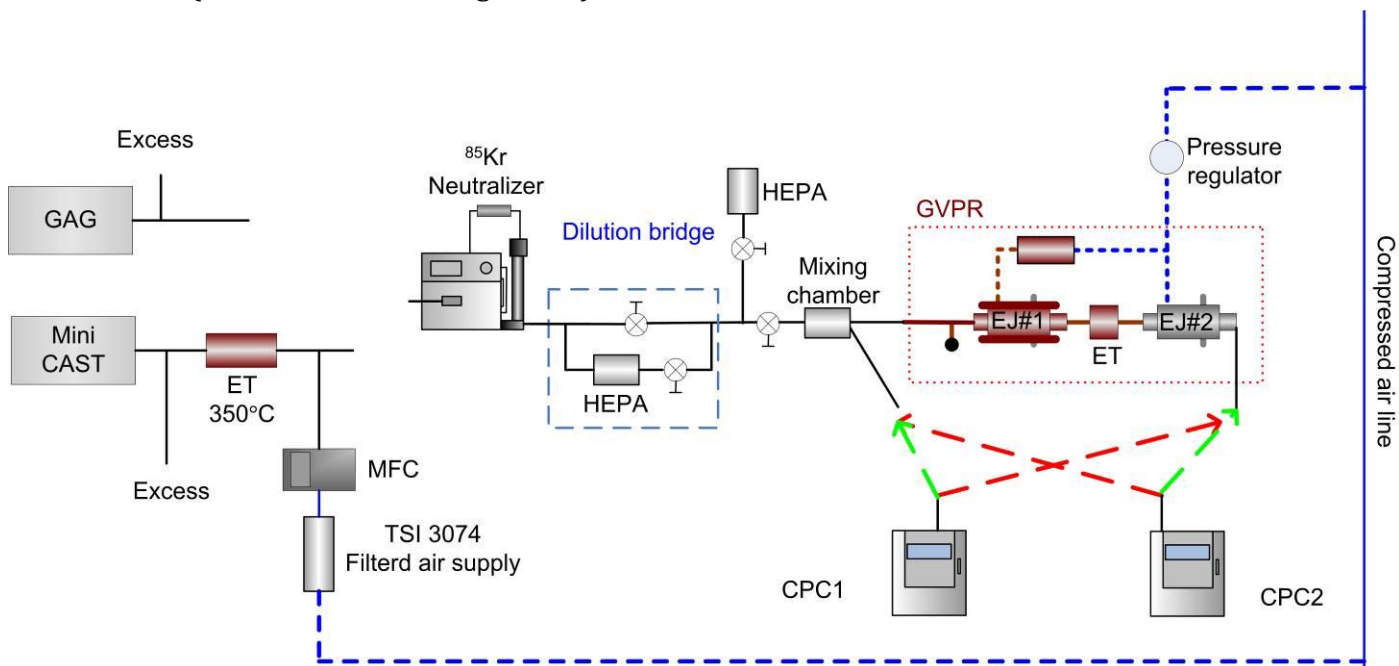 Excess
GAG
Mini
CAST
ET
350°C
Excess
MFC
TSI 3074
Filterd air supply
⁸⁵Kr
Neutralizer
Dilution bridge
HEPA
HEPA
Mixing
chamber
GVPR
EJ#1
ET
EJ#2
Pressure
regulator
Compressed air line
CPC1
CPC2